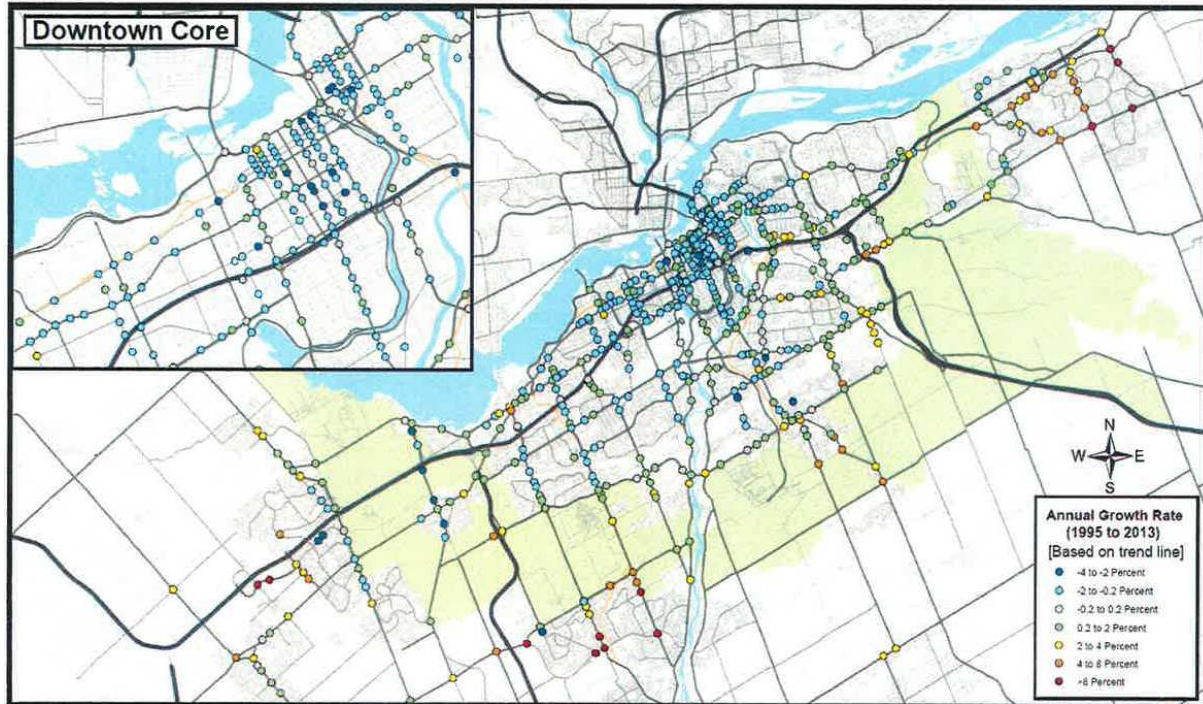 Downtown Core
N
W E
S
Annual Growth Rate
(1995 to 2013)
[Based on trend line]
-4 to -2 Percent
-2 to -0.2 Percent
-0.2 to 0.2 Percent
0.2 to 2 Percent
2 to 4 Percent
4 to 8 Percent
+8 Percent